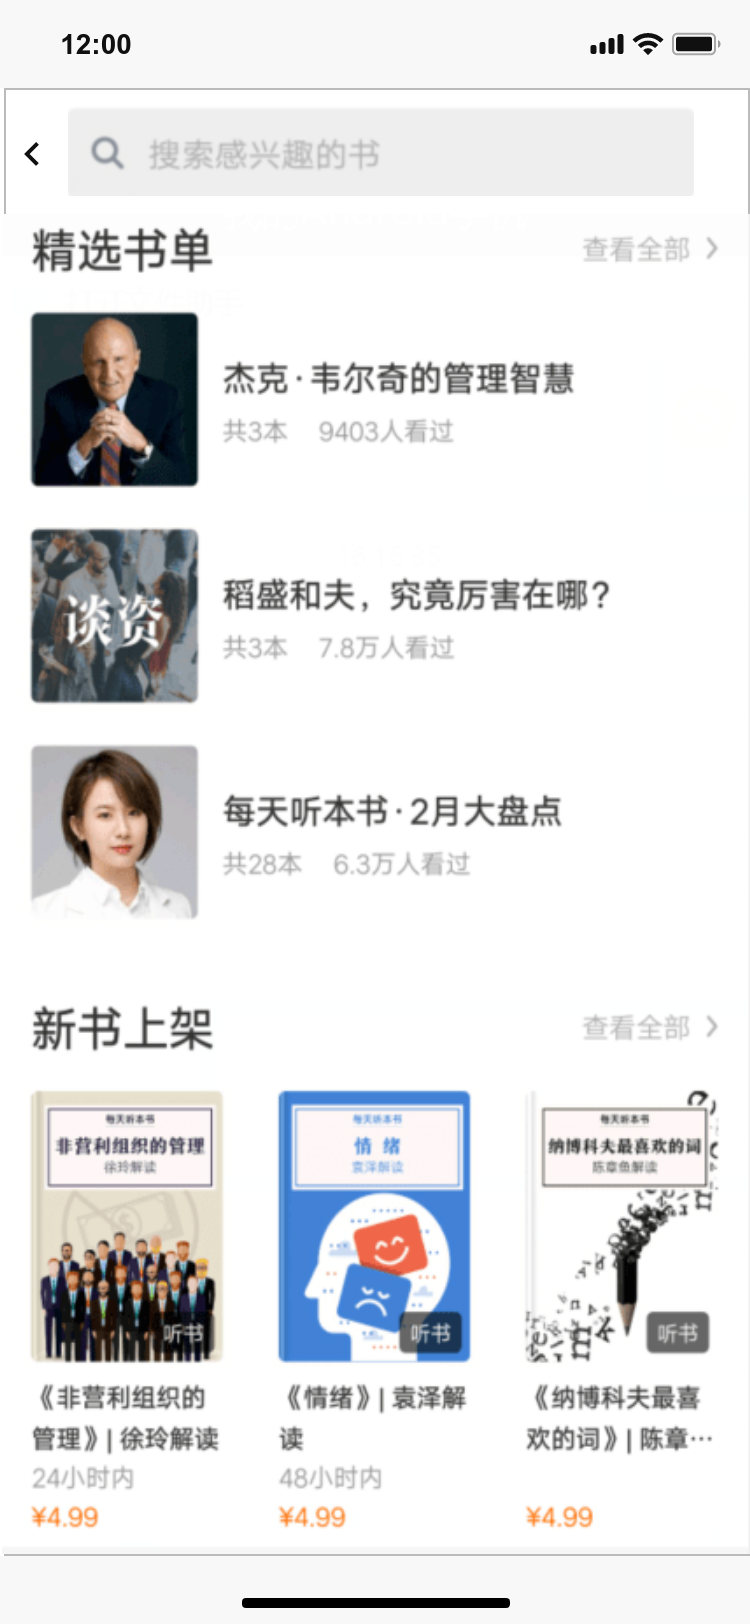 12:00
搜索感兴趣的书
精选书单
查看全部
杰克·韦尔奇的管理智慧
共3本 9403人看过
谈资
稻盛和夫，究竟厉害在哪？
共3本 7.8万人看过
每天听本书·2月大盘点
共28本 6.3万人看过
新书上架
查看全部
每天听本书
非营利组织的管理
徐玲解读
听书
每天听本书
情绪
袁泽解读
听书
每天听本书
纳博科夫最喜欢的词
陈章鱼解读
听书
《非营利组织的
管理》| 徐玲解读
24小时内
¥4.99
《情绪》| 袁泽解
读
48小时内
¥4.99
《纳博科夫最喜
欢的词》| 陈章…
¥4.99